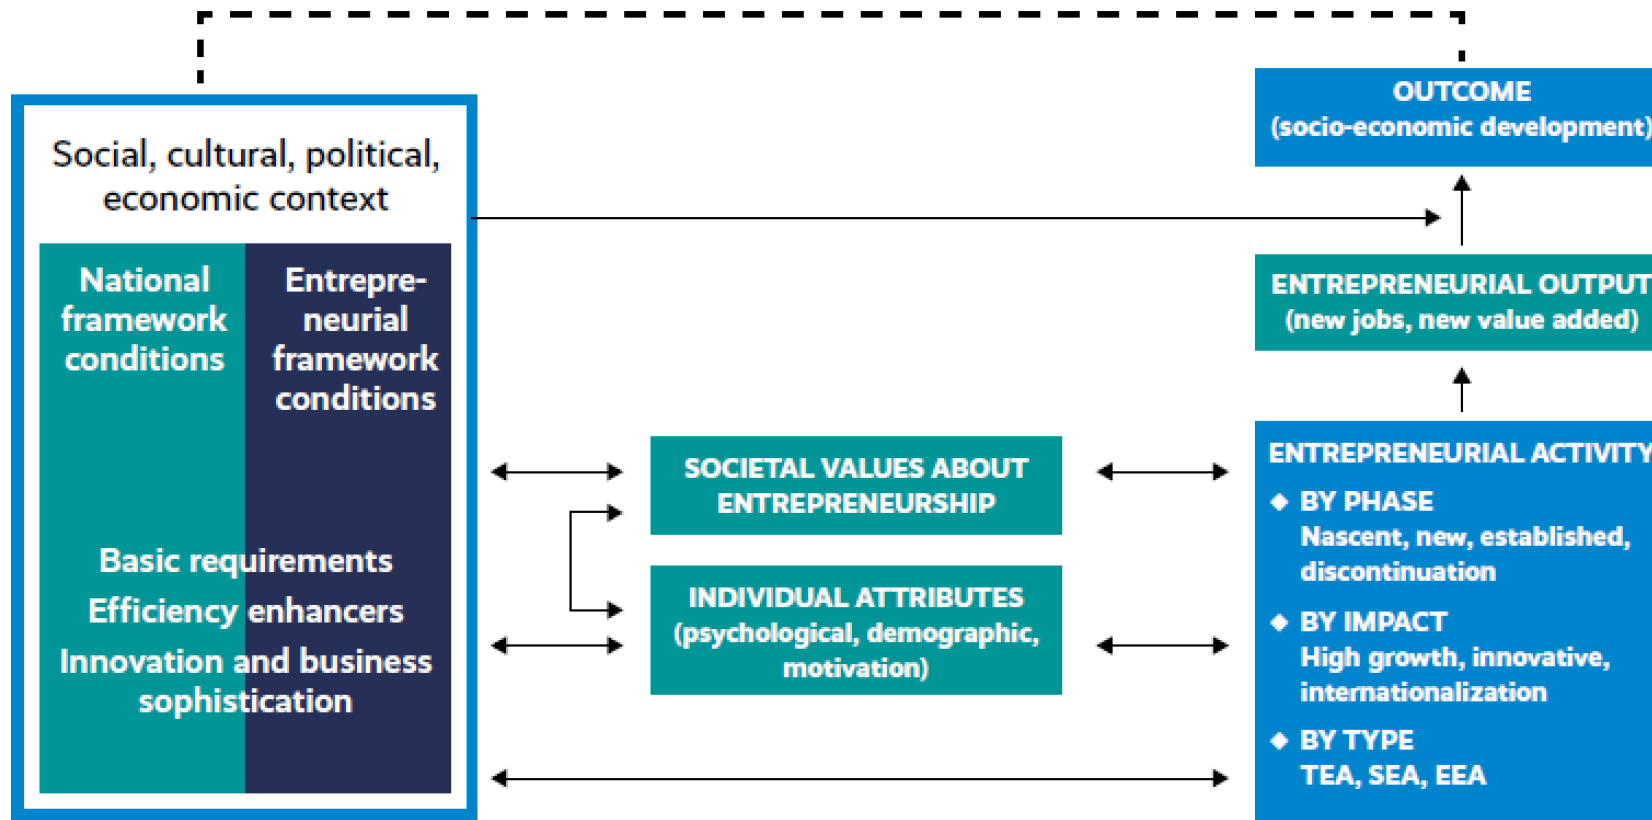 Social, cultural, political,
economic context
National
framework
conditions
Entrepre-
neurial
framework
conditions
Basic requirements
Efficiency enhancers
Innovation and business
sophistication
SOCIETAL VALUES ABOUT
ENTREPRENEURSHIP
INDIVIDUAL ATTRIBUTES
(psychological, demographic,
motivation)
OUTCOME
(socio-economic development)
ENTREPRENEURIAL OUTPUT
(new jobs, new value added)
ENTREPRENEURIAL ACTIVITY
◆ BY PHASE
Nascent, new, established,
discontinuation
◆ BY IMPACT
High growth, innovative,
internationalization
◆ BY TYPE
TEA, SEA, EEA